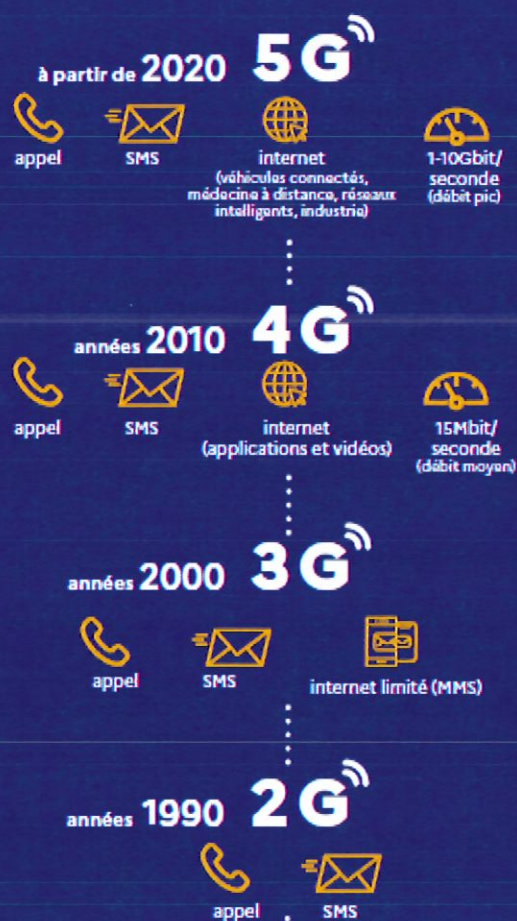 à partir de 2020 5G
appel
SMS
internet
(véhicules connectés,
médecine à distance, réseaux
intelligents, industrie)
1-10Gbit/
seconde
(débit pic)
années 2010 4G
appel
SMS
internet
(applications et vidéos)
15Mbit/
seconde
(débit moyen)
années 2000 3G
appel
SMS
internet limité (MMS)
années 1990 2G
appel
SMS